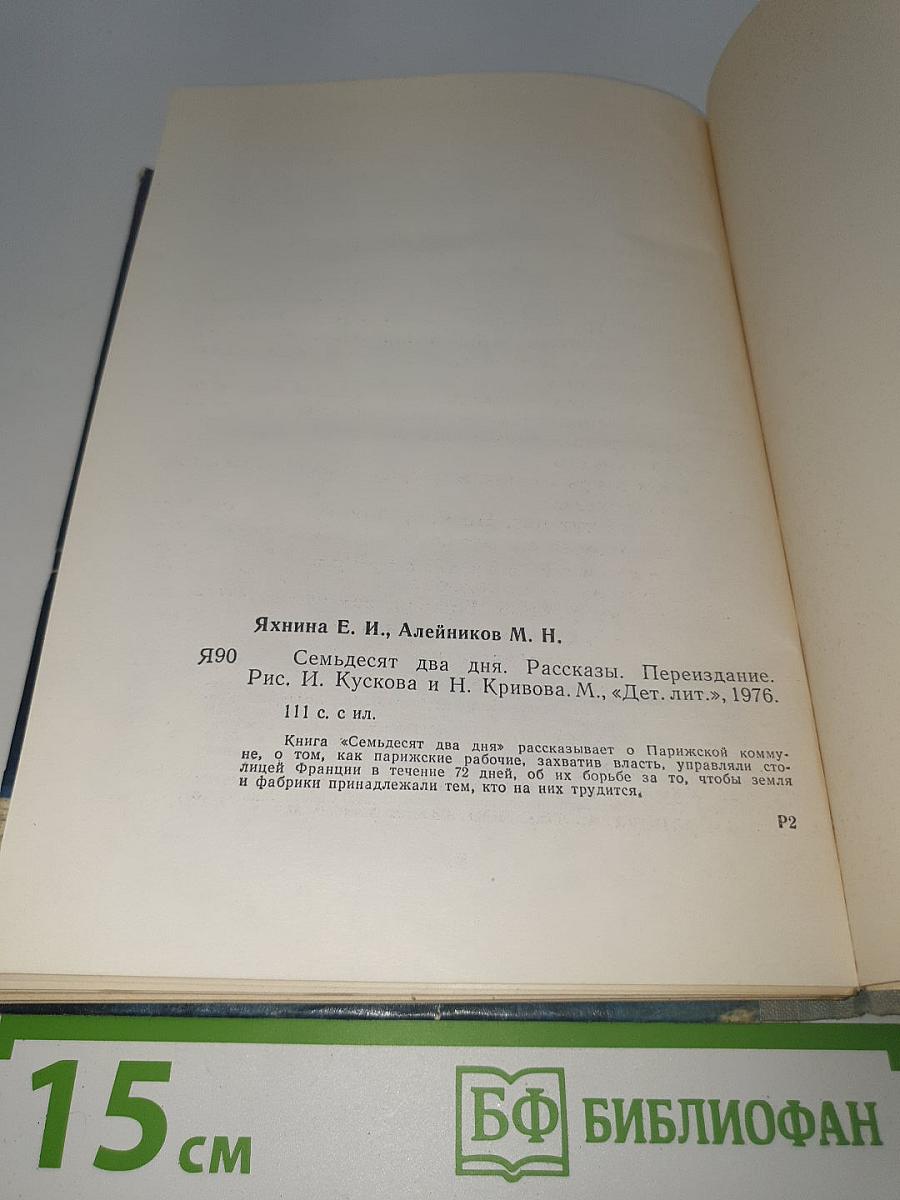 Яхнина Е. И., Алейников М. Н.
Я90 Семьдесят два дня. Рассказы. Переиздание.
Рис. И. Кускова и Н. Кривова. М., «Дет. лит.», 1976.
111 с. с ил.
Книга «Семьдесят два дня» рассказывает о Парижской комму-
не, о том, как парижские рабочие, захватив власть, управляли сто-
лицей Франции в течение 72 дней, об их борьбе за то, чтобы земля
и фабрики принадлежали тем, кто на них трудится.
Р2
15 см
БФ БИБЛИОФАН